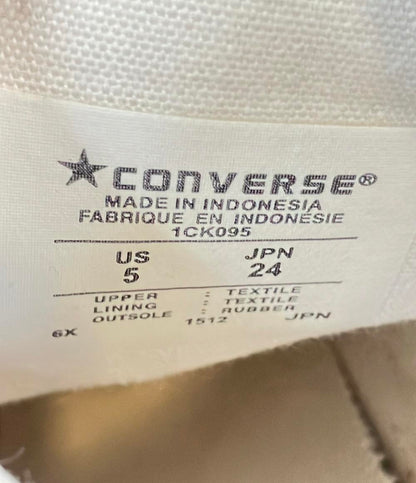 ★CONVERSE®
MADE IN INDONESIA
FABRIQUE EN INDONÉSIE
1CK095
US JPN
5 24
UPPER : TEXTILE
LINING : TEXTILE
OUTSOLE : RUBBER
6X 1512 JPN